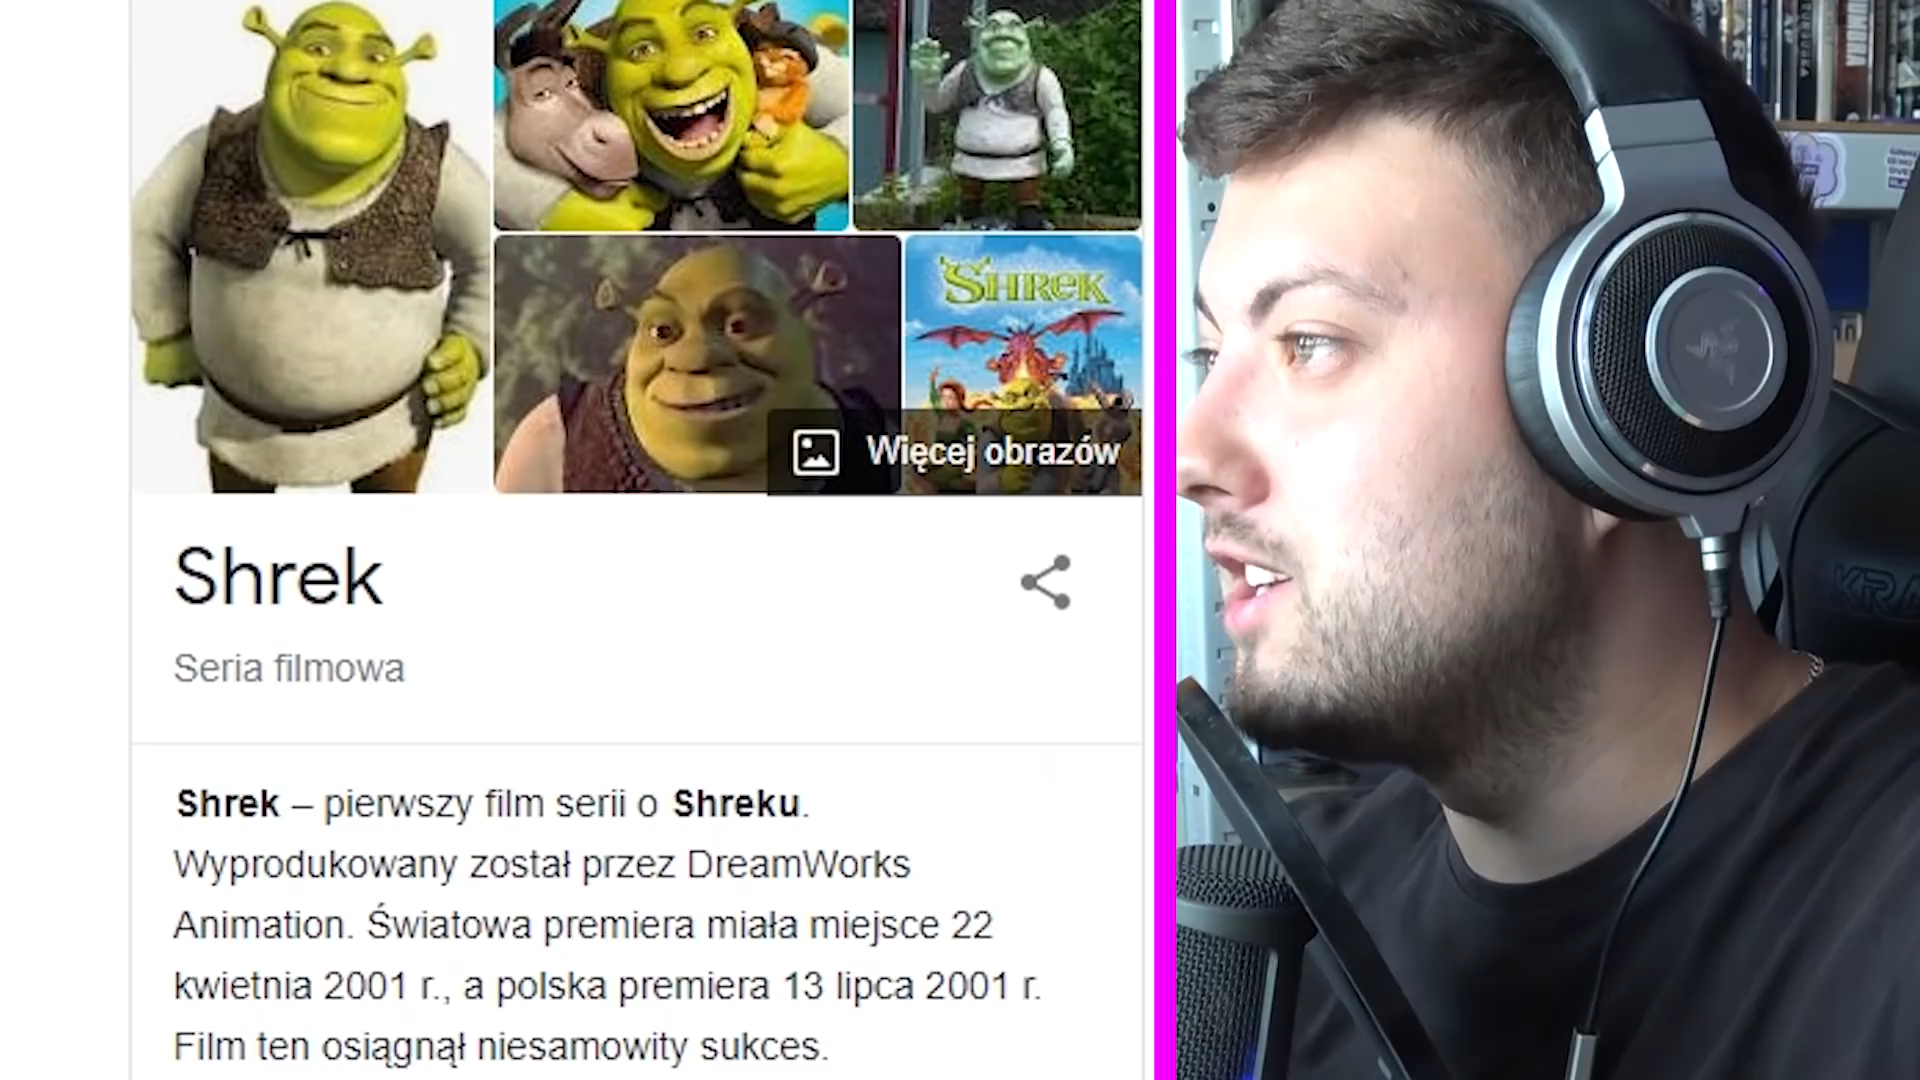 SHREK
Więcej obrazów
Shrek
Seria filmowa
Shrek – pierwszy film serii o Shreku.
Wyprodukowany został przez DreamWorks
Animation. Światowa premiera miała miejsce 22
kwietnia 2001 r., a polska premiera 13 lipca 2001 r.
Film ten osiągnął niesamowity sukces.